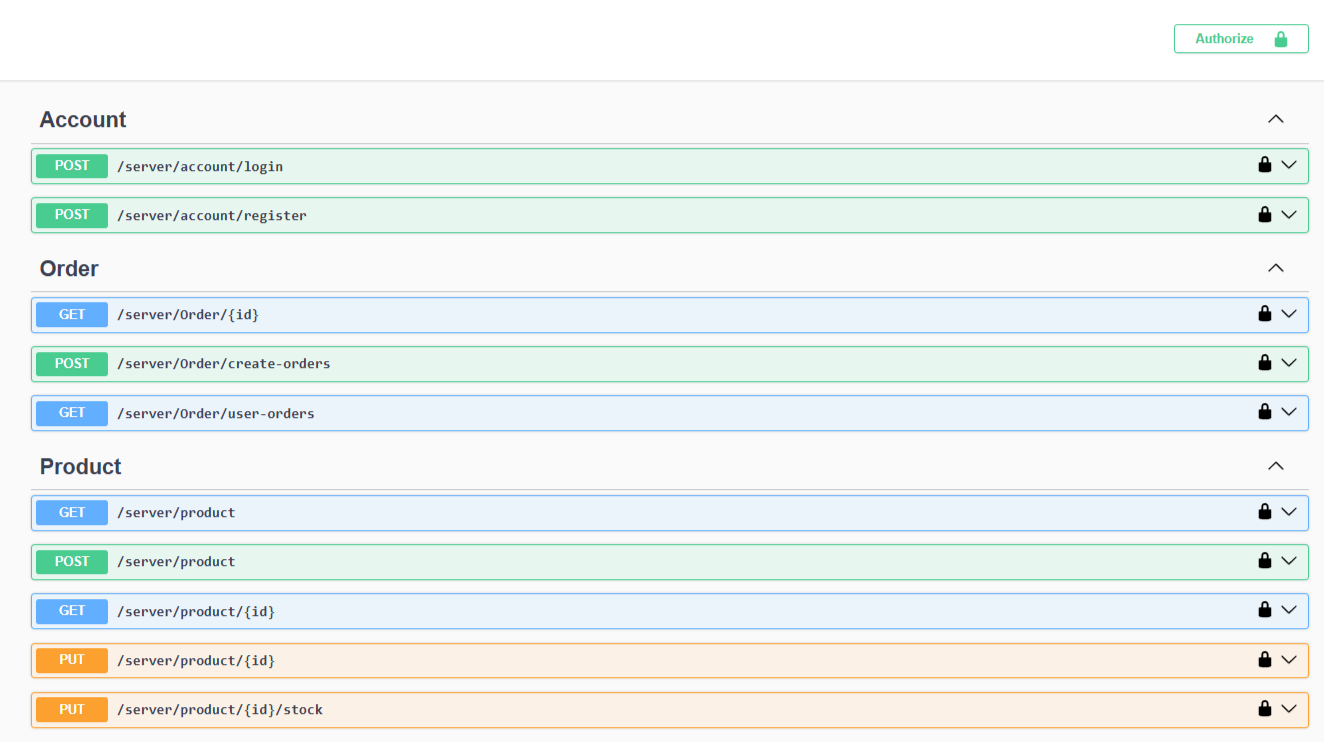 Authorize
Account
POST /server/account/login
POST /server/account/register
Order
GET /server/Order/{id}
POST /server/Order/create-orders
GET /server/Order/user-orders
Product
GET /server/product
POST /server/product
GET /server/product/{id}
PUT /server/product/{id}
PUT /server/product/{id}/stock